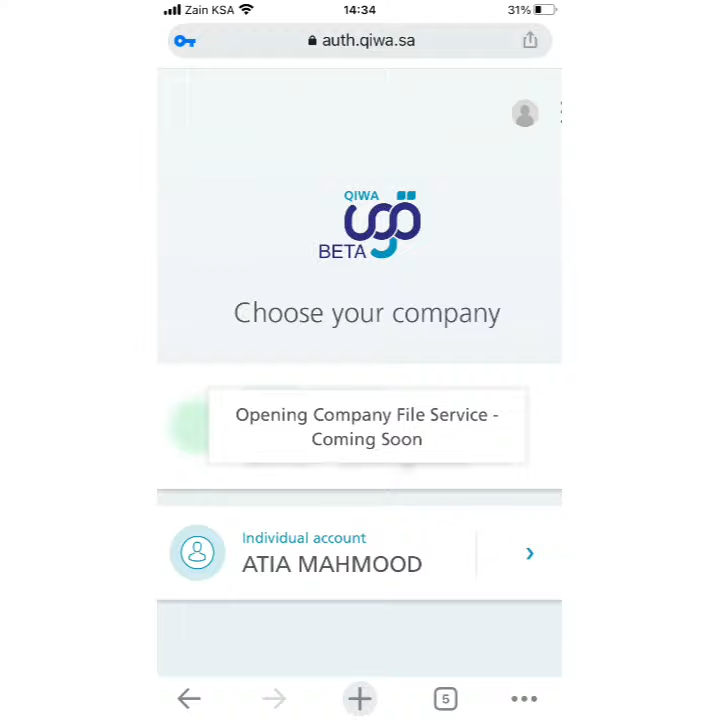 Zain KSA 14:34 31%
auth.qiwa.sa
QIWA
قوى
BETA
Choose your company
Opening Company File Service -
Coming Soon
Individual account
ATIA MAHMOOD
5